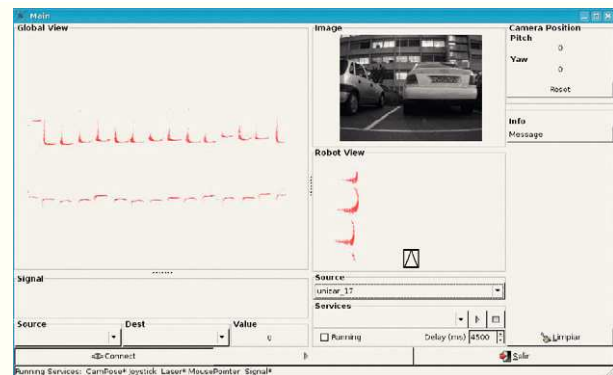 Main
Global View
Image
Camera Position
Pitch
0
Yaw
0
Reset
Info
Message
Robot View
Signal
Source
Dest
Value
0
Source
unicar_17
Services
Running
Delay (ms) 4500
Limpiar
Connect
Salir
Running Services: CamPose* Joystick Laser* MousePointer Signal*